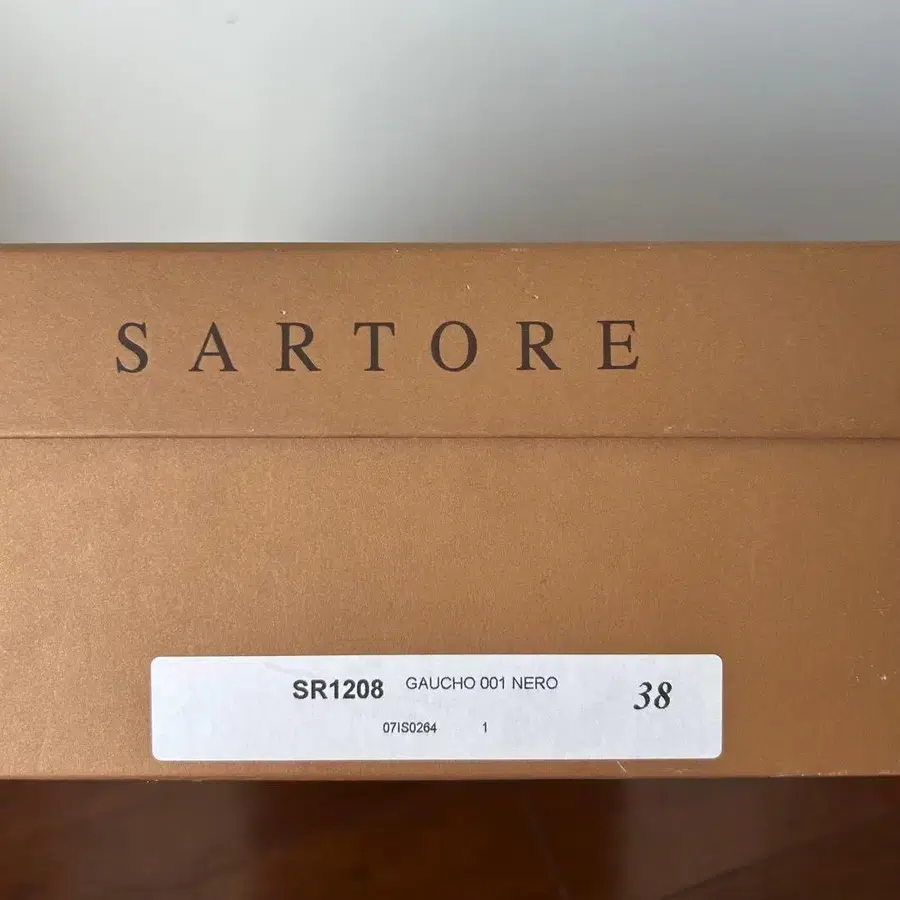 SARTORE
SR1208 GAUCHO 001 NERO 38
07IS0264 1